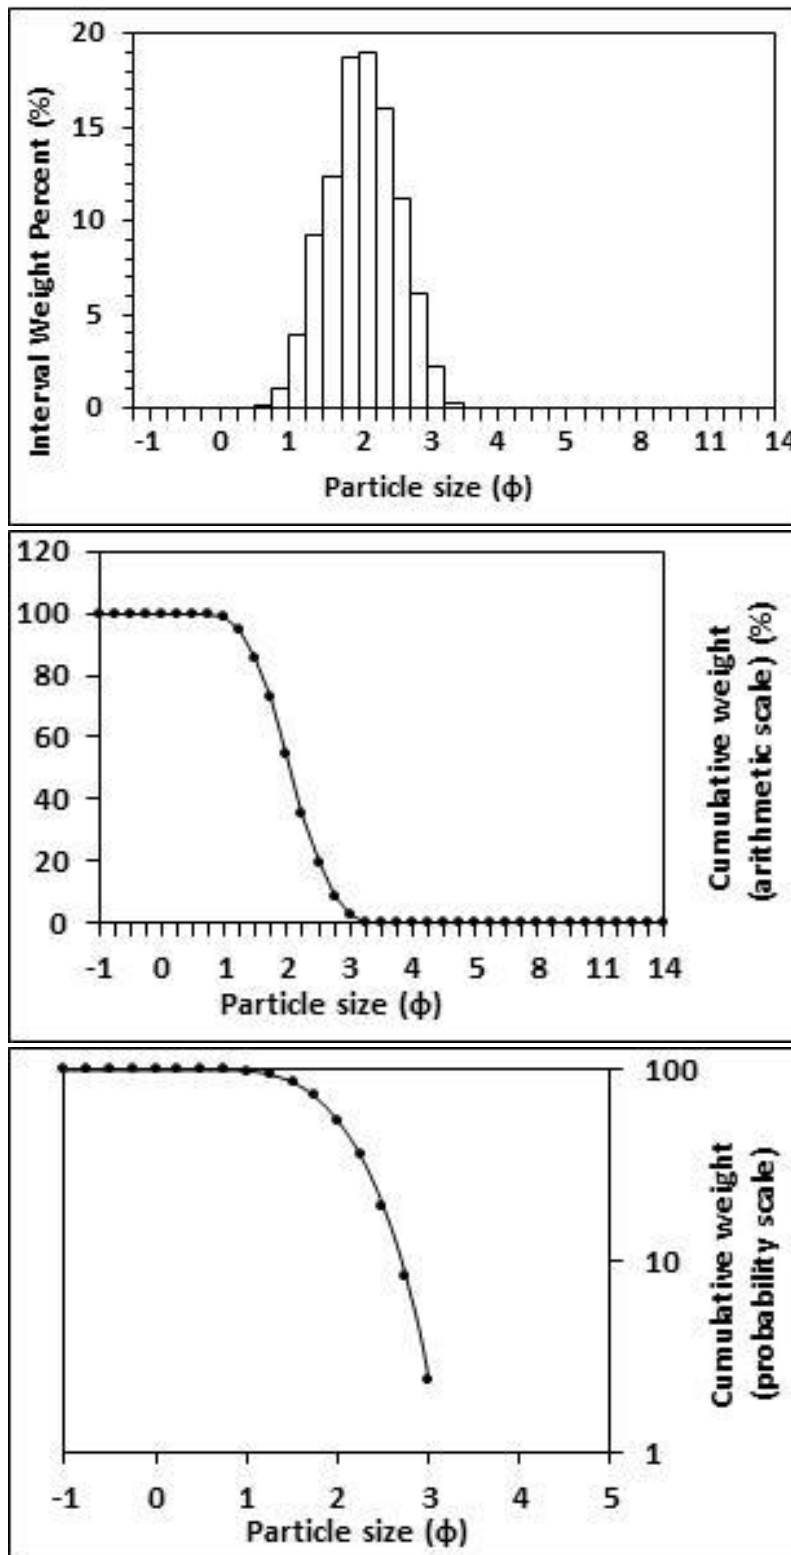 Interval Weight Percent (%)
20
15
10
5
0
-1 0 1 2 3 4 5 8 11 14
Particle size (ϕ)
120
100
80
60
40
20
0
-1 0 1 2 3 4 5 8 11 14
Particle size (ϕ)
Cumulative weight
(arithmetic scale) (%)
100
10
1
-1 0 1 2 3 4 5
Particle size (ϕ)
Cumulative weight
(probability scale)